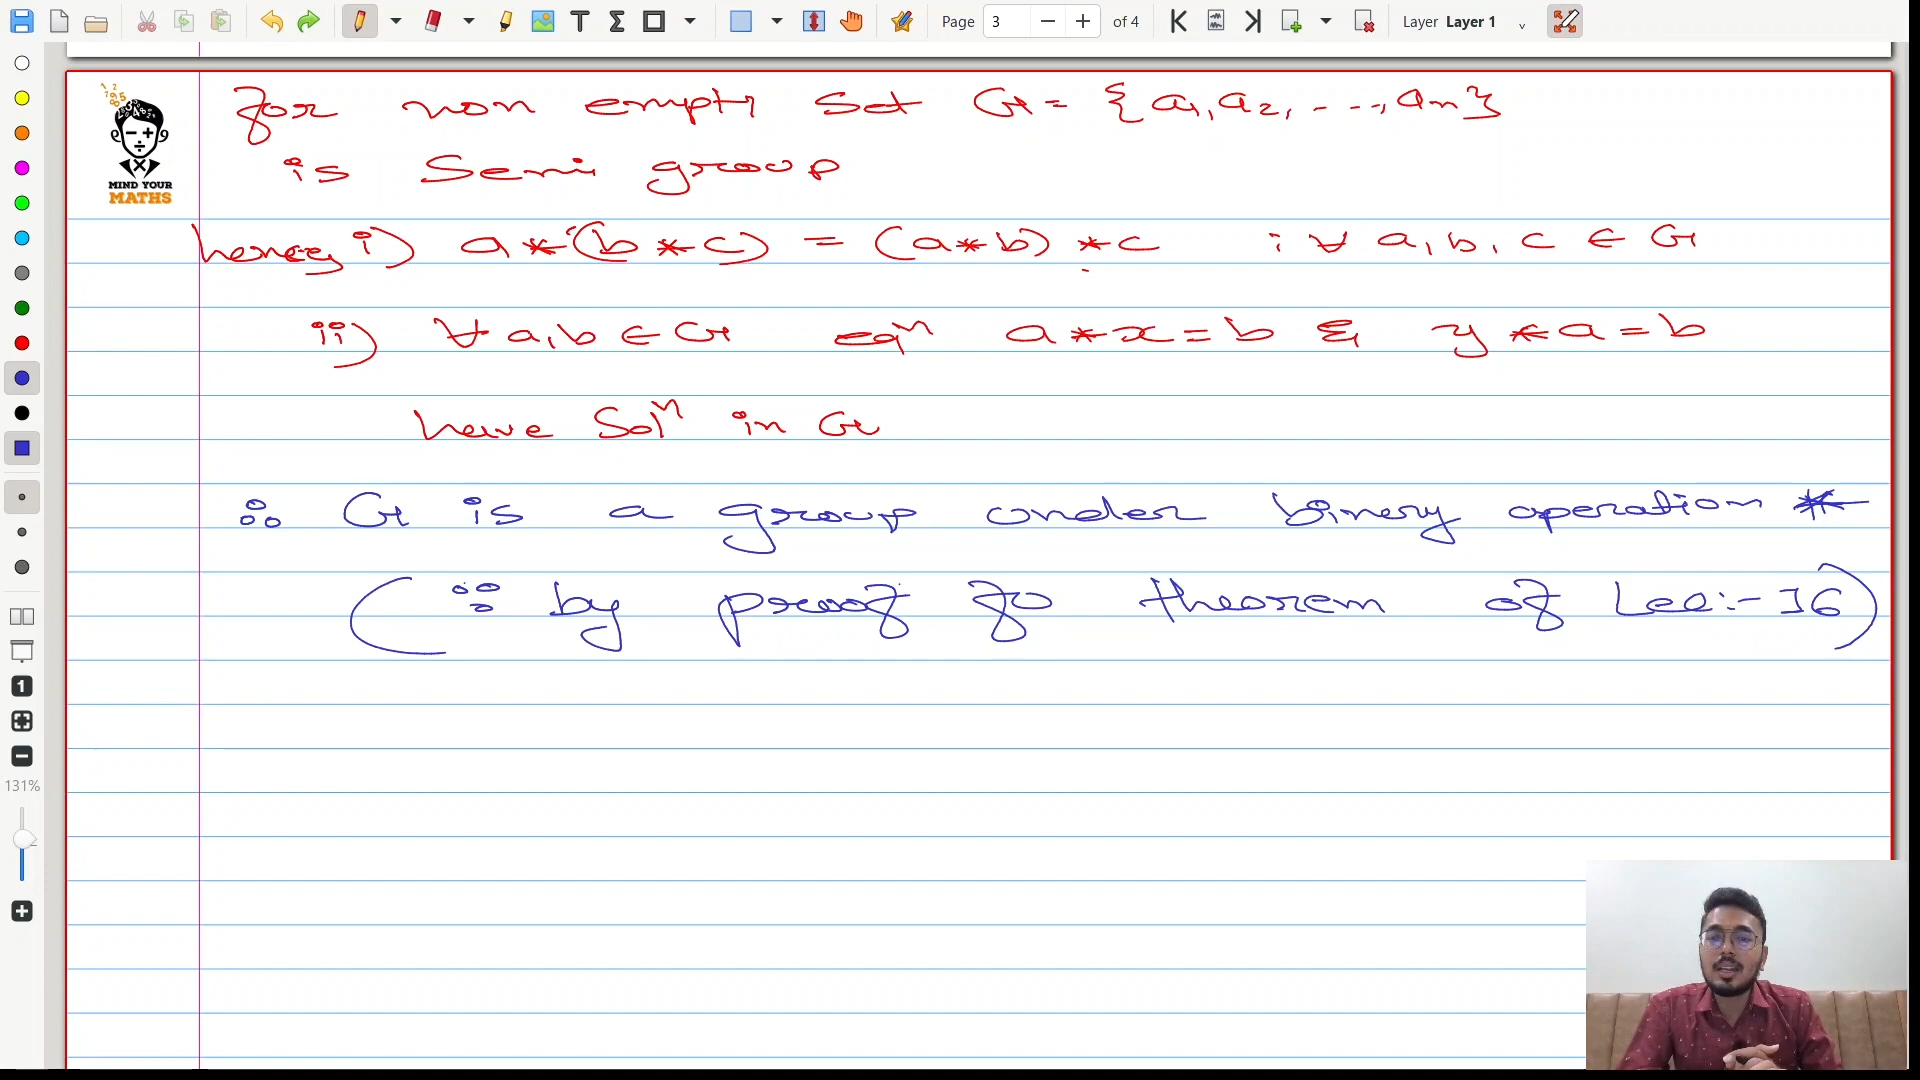 Page 3 of 4 Layer Layer 1
for non empty set G = {a1, a2, ..., an}
is Semi group
MIND YOUR
MATHS
hence i) a * (b * c) = (a * b) * c : ∀ a, b, c ∈ G
ii) ∀ a, b ∈ G eqⁿ a * x = b & y * a = b
have Solⁿ in G
∴ G is a group under binary operation *
(∵ by proof fo theorem of Lec:- 16)
131%